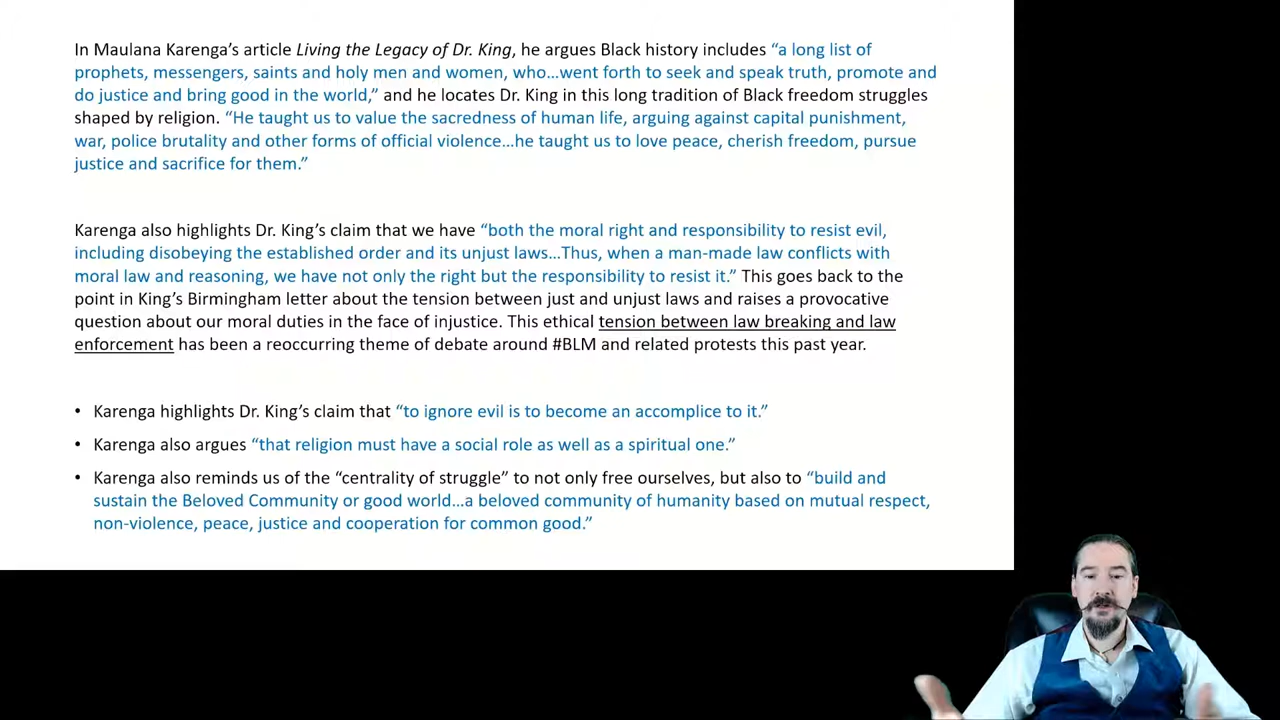 In Maulana Karenga's article Living the Legacy of Dr. King, he argues Black history includes “a long list of
prophets, messengers, saints and holy men and women, who…went forth to seek and speak truth, promote and
do justice and bring good in the world,” and he locates Dr. King in this long tradition of Black freedom struggles
shaped by religion. “He taught us to value the sacredness of human life, arguing against capital punishment,
war, police brutality and other forms of official violence…he taught us to love peace, cherish freedom, pursue
justice and sacrifice for them.”
Karenga also highlights Dr. King's claim that we have “both the moral right and responsibility to resist evil,
including disobeying the established order and its unjust laws…Thus, when a man-made law conflicts with
moral law and reasoning, we have not only the right but the responsibility to resist it.” This goes back to the
point in King's Birmingham letter about the tension between just and unjust laws and raises a provocative
question about our moral duties in the face of injustice. This ethical tension between law breaking and law
enforcement has been a reoccurring theme of debate around #BLM and related protests this past year.
• Karenga highlights Dr. King's claim that “to ignore evil is to become an accomplice to it.”
• Karenga also argues “that religion must have a social role as well as a spiritual one.”
• Karenga also reminds us of the “centrality of struggle” to not only free ourselves, but also to “build and
sustain the Beloved Community or good world…a beloved community of humanity based on mutual respect,
non-violence, peace, justice and cooperation for common good.”